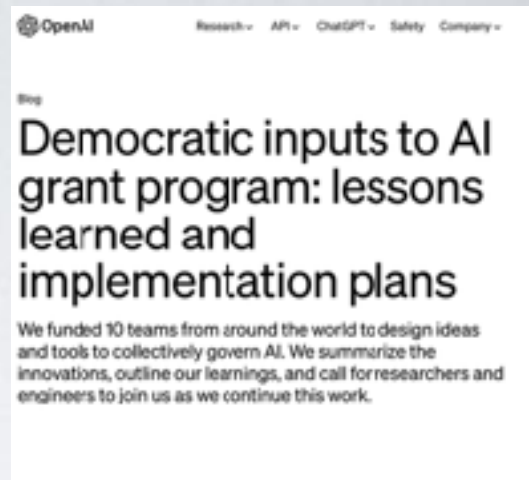 OpenAI Research API ChatGPT Safety Company
Blog
Democratic inputs to AI
grant program: lessons
learned and
implementation plans
We funded 10 teams from around the world to design ideas
and tools to collectively govern AI. We summarize the
innovations, outline our learnings, and call for researchers and
engineers to join us as we continue this work.